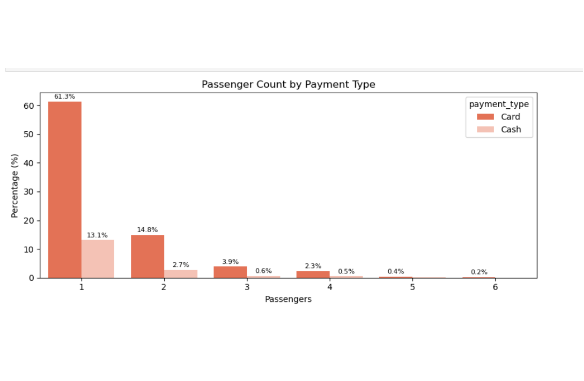 Passenger Count by Payment Type
payment_type
Card
Cash
61.3%
13.1%
14.8%
2.7%
3.9%
0.6%
2.3%
0.5%
0.4%
0.2%
Percentage (%)
60
50
40
30
20
10
0
1 2 3 4 5 6
Passengers